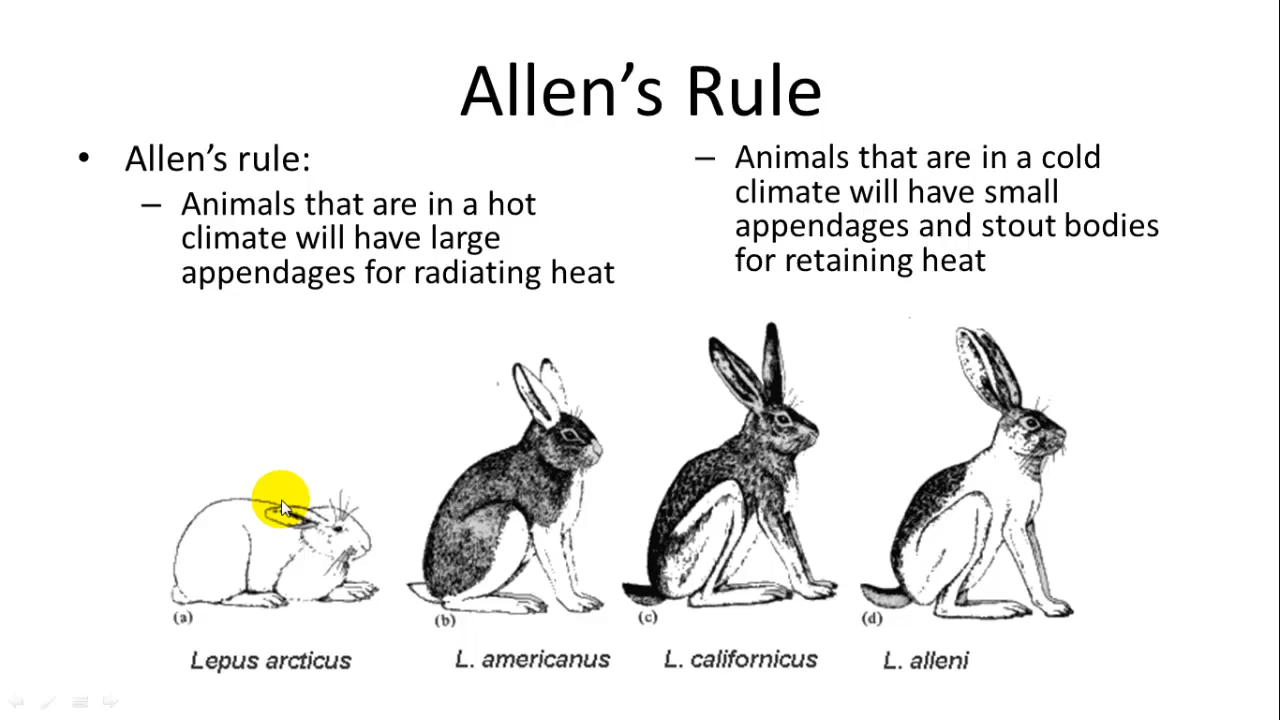 Allen’s Rule
• Allen’s rule:
– Animals that are in a hot
climate will have large
appendages for radiating heat
– Animals that are in a cold
climate will have small
appendages and stout bodies
for retaining heat
(a)
(b)
(c)
(d)
Lepus arcticus
L. americanus
L. californicus
L. alleni